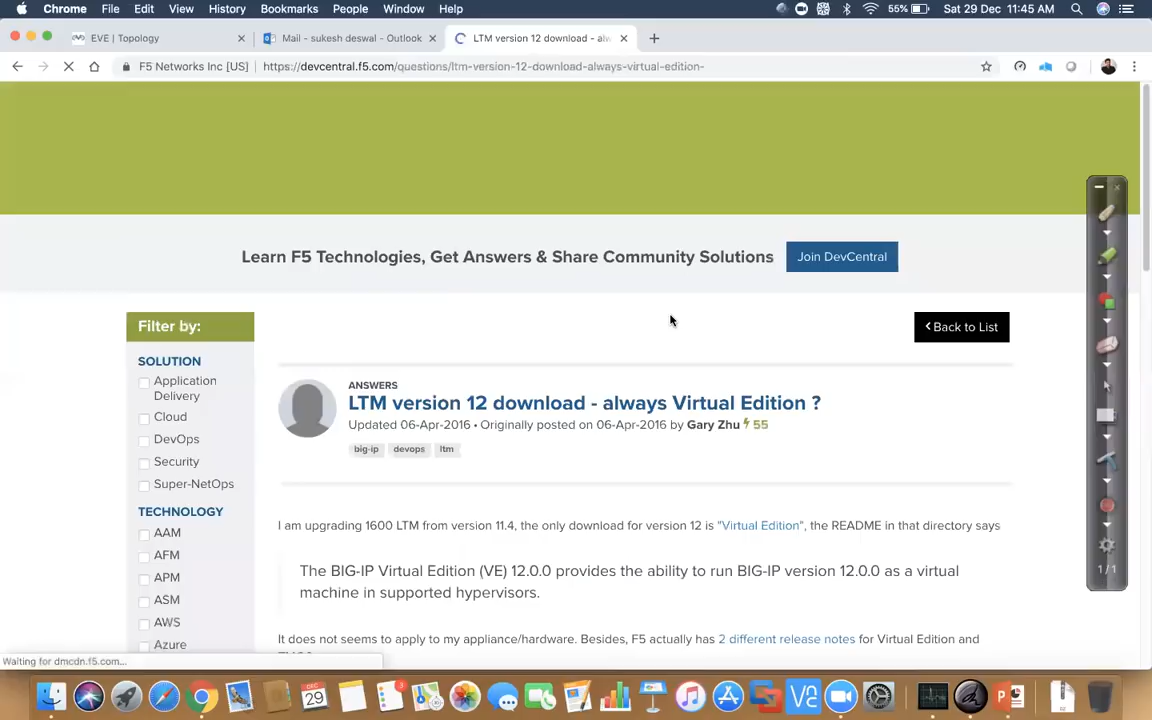 Chrome File Edit View History Bookmarks People Window Help 55% Sat 29 Dec 11:45 AM
EVE | Topology Mail - sukesh deswal - Outlook LTM version 12 download - alw
F5 Networks Inc [US] https://devcentral.f5.com/questions/ltm-version-12-download-always-virtual-edition-
Learn F5 Technologies, Get Answers & Share Community Solutions Join DevCentral
Filter by:
SOLUTION
Application
Delivery
Cloud
DevOps
Security
Super-NetOps
TECHNOLOGY
AAM
AFM
APM
ASM
AWS
Azure
Back to List
ANSWERS
LTM version 12 download - always Virtual Edition ?
Updated 06-Apr-2016 • Originally posted on 06-Apr-2016 by Gary Zhu 55
big-ip devops ltm
I am upgrading 1600 LTM from version 11.4, the only download for version 12 is "Virtual Edition", the README in that directory says
The BIG-IP Virtual Edition (VE) 12.0.0 provides the ability to run BIG-IP version 12.0.0 as a virtual
machine in supported hypervisors.
It does not seems to apply to my appliance/hardware. Besides, F5 actually has 2 different release notes for Virtual Edition and
1/1
Waiting for dmcdn.f5.com...
DEC
29
3